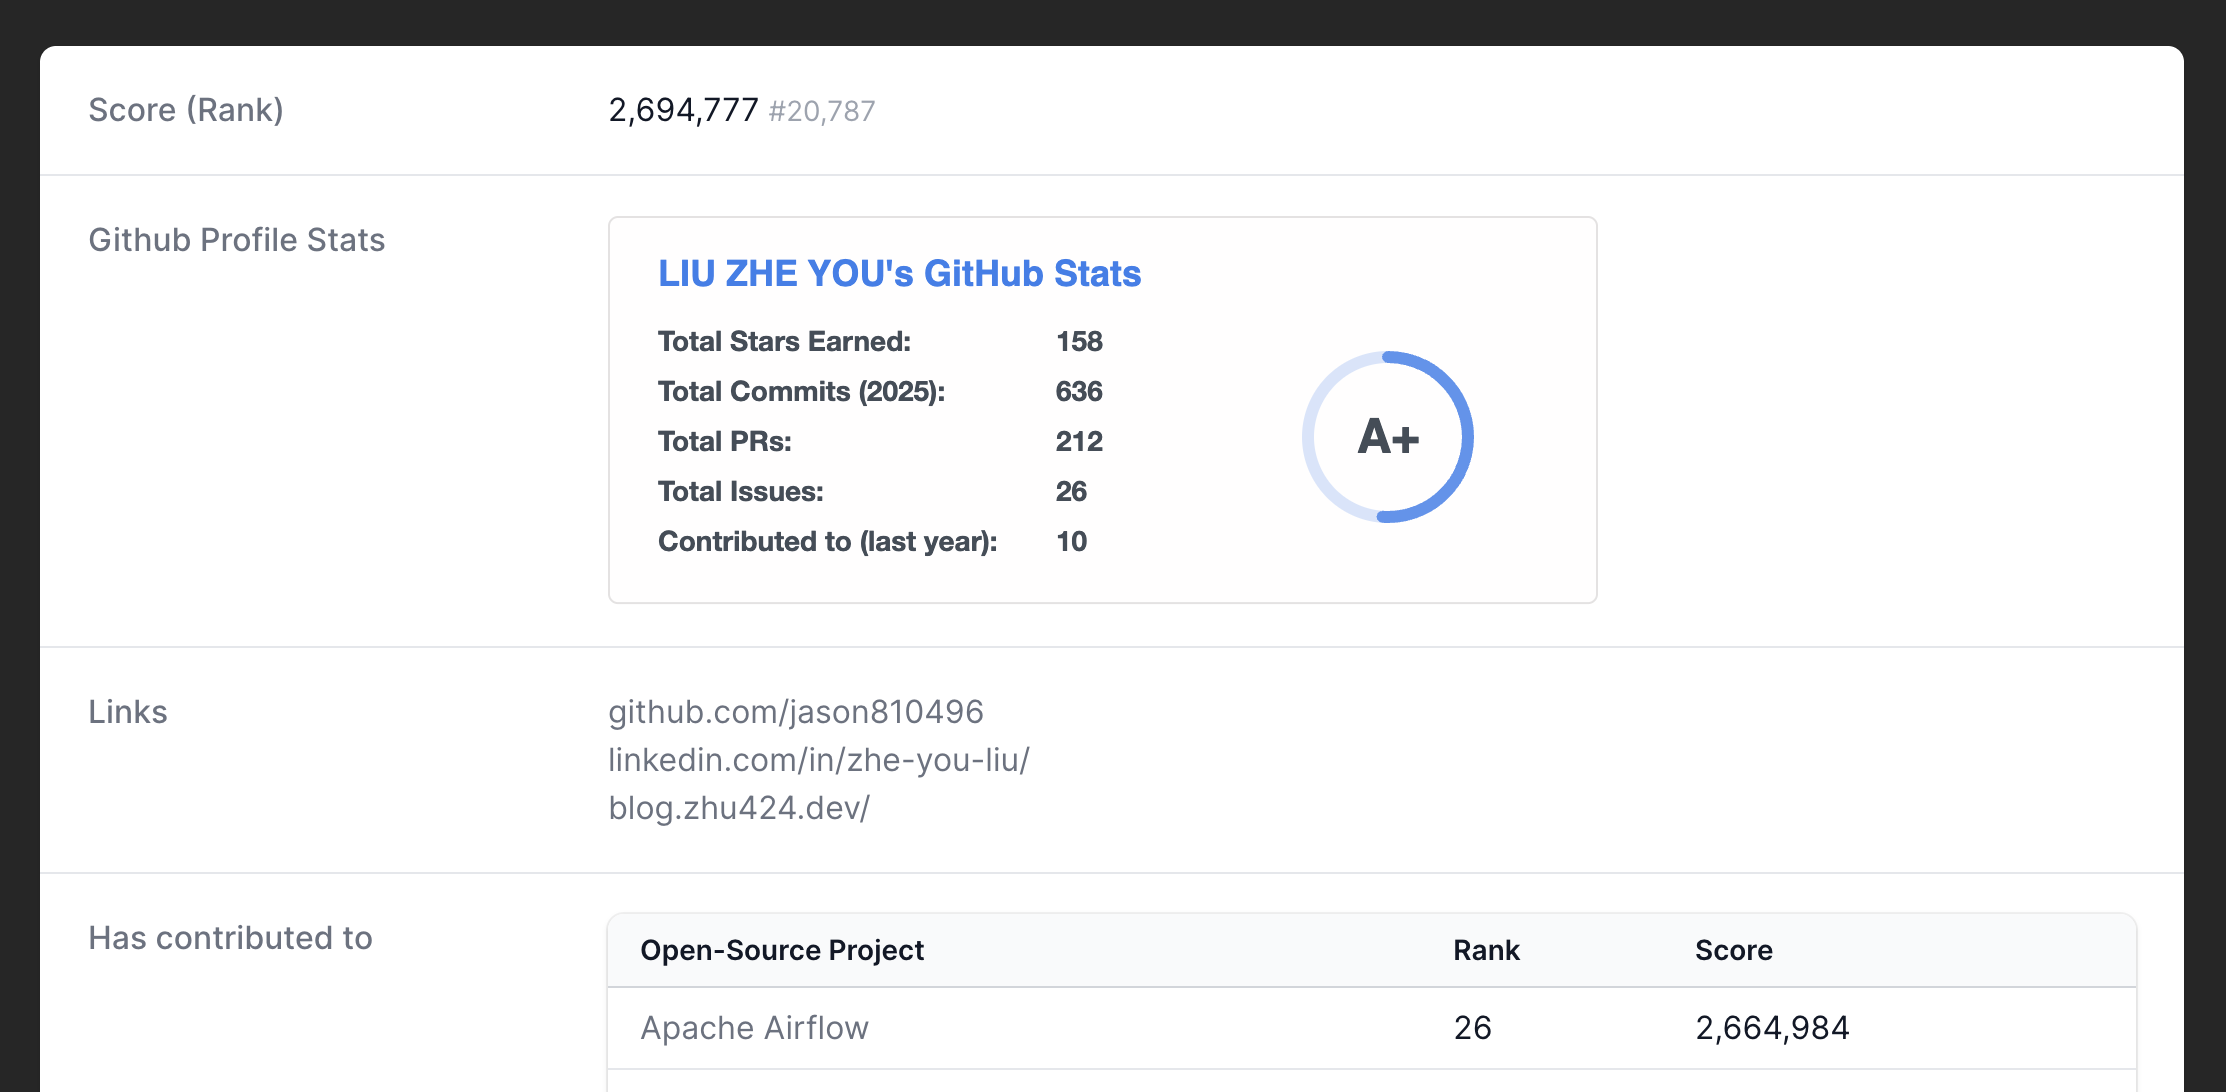 Score (Rank) 2,694,777 #20,787
Github Profile Stats
LIU ZHE YOU's GitHub Stats
Total Stars Earned: 158
Total Commits (2025): 636
Total PRs: 212
Total Issues: 26
Contributed to (last year): 10
A+
Links
github.com/jason810496
linkedin.com/in/zhe-you-liu/
blog.zhu424.dev/
Has contributed to
Open-Source Project Rank Score
Apache Airflow 26 2,664,984